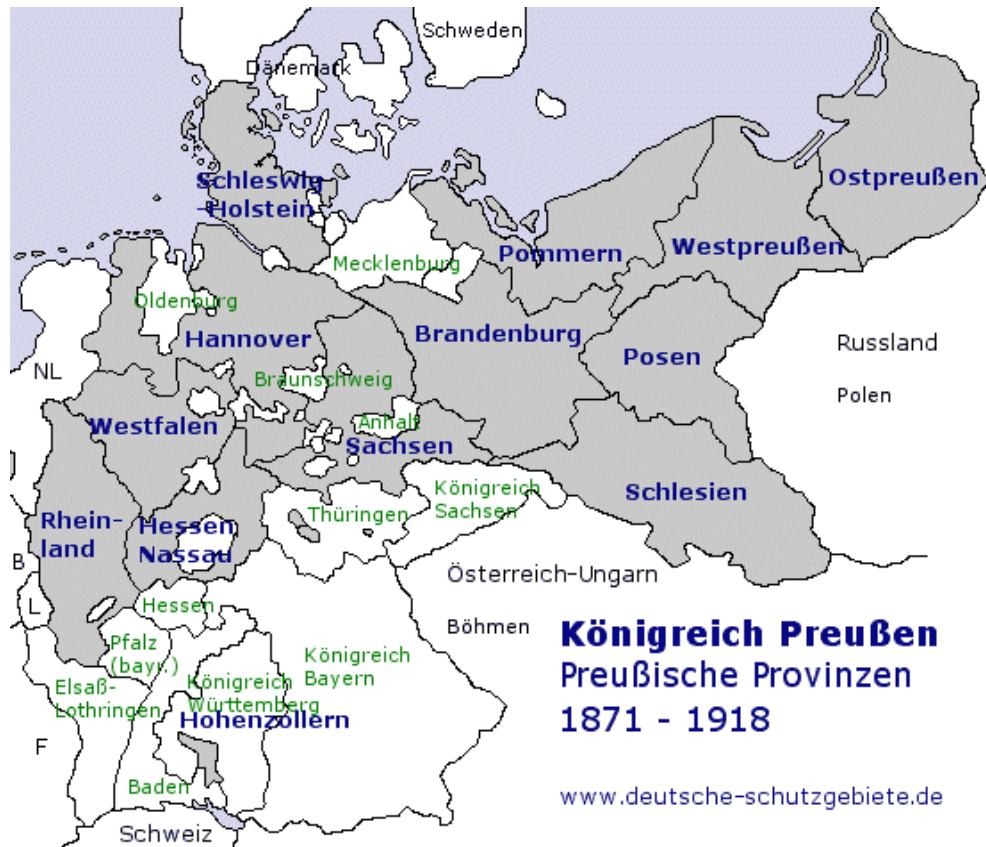 Schweden
Dänemark
Schleswig
-Holstein
Ostpreußen
Westpreußen
Pommern
Mecklenburg
Oldenburg
Hannover
Brandenburg
Russland
Posen
NL
Braunschweig
Polen
Westfalen
Anhalt
Sachsen
Königreich
Sachsen
Schlesien
Thüringen
Rhein-
land
Hessen
Nassau
B
Österreich-Ungarn
L
Hessen
Böhmen
Pfalz
(bayr.)
Königreich
Bayern
Elsaß-
Lothringen
Königreich
Württemberg
Hohenzollern
F
Baden
Schweiz
Königreich Preußen
Preußische Provinzen
1871 - 1918
www.deutsche-schutzgebiete.de